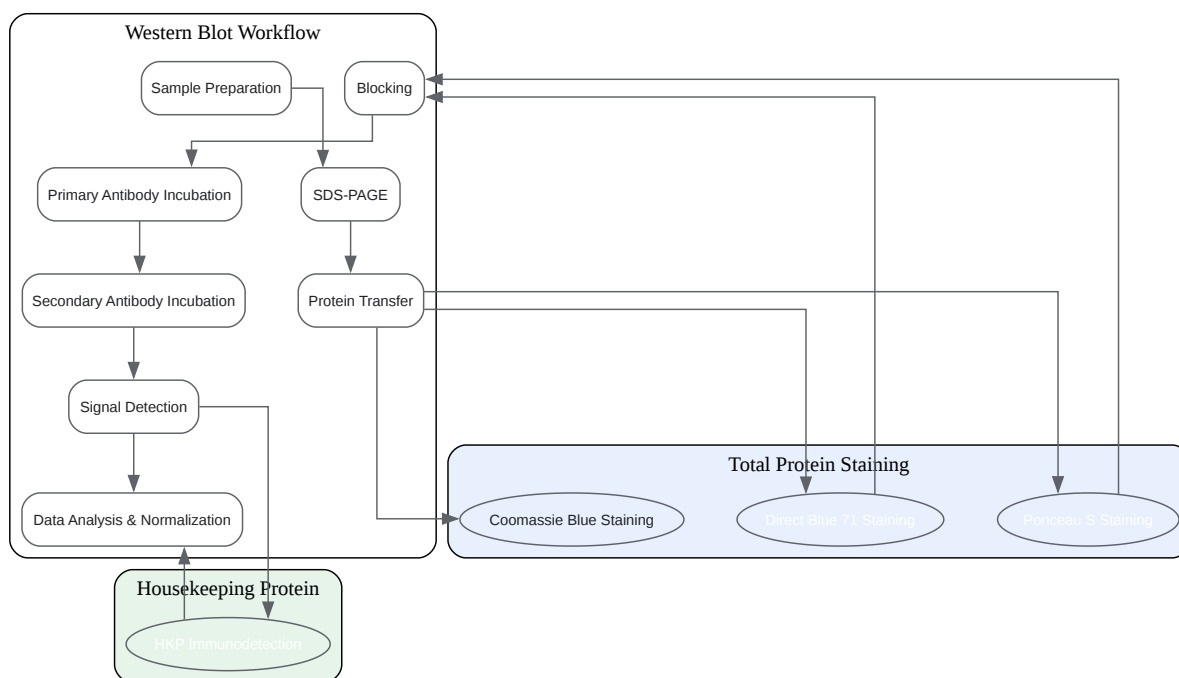 Western Blot Workflow
Sample Preparation
Blocking
Primary Antibody Incubation
SDS-PAGE
Secondary Antibody Incubation
Protein Transfer
Signal Detection
Data Analysis & Normalization
Total Protein Staining
Coomassie Blue Staining
Direct Blue 71 Staining
Ponceau S Staining
Housekeeping Protein
HKP Immunodetection